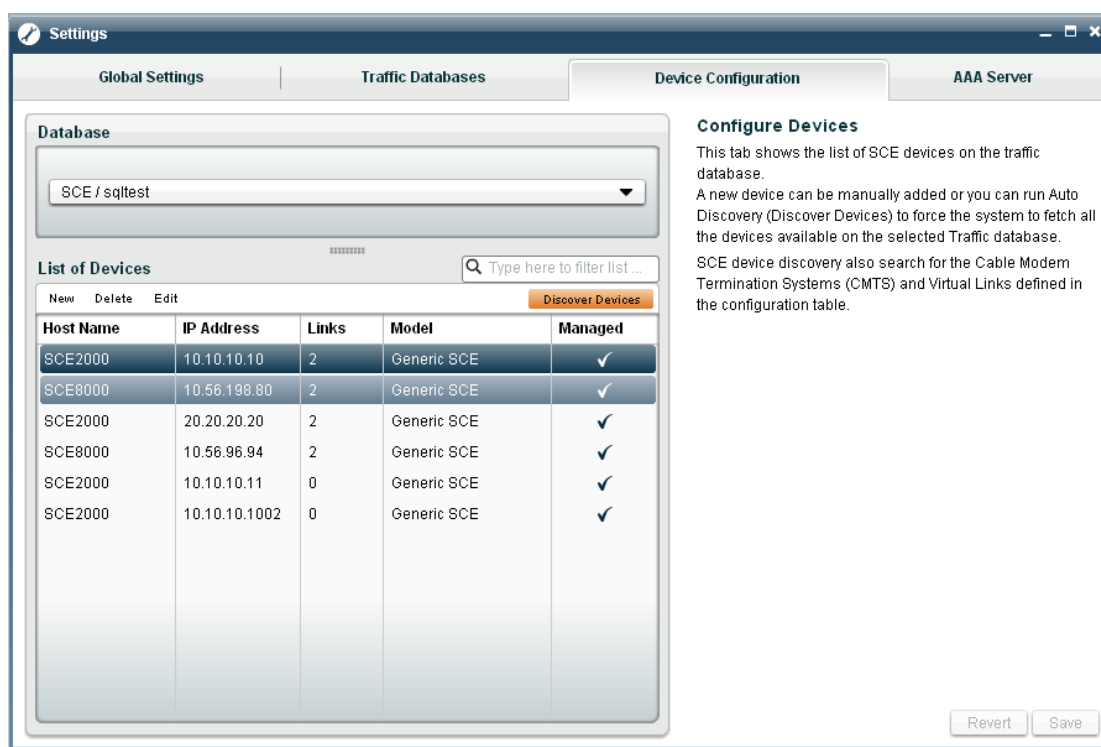 Settings
Global Settings Traffic Databases Device Configuration AAA Server
Database
SCE / sqltest
List of Devices Type here to filter list ...
New Delete Edit Discover Devices
Host Name IP Address Links Model Managed
SCE2000 10.10.10.10 2 Generic SCE
SCE8000 10.56.198.80 2 Generic SCE
SCE2000 20.20.20.20 2 Generic SCE
SCE8000 10.56.96.94 2 Generic SCE
SCE2000 10.10.10.11 0 Generic SCE
SCE2000 10.10.10.1002 0 Generic SCE
Configure Devices
This tab shows the list of SCE devices on the traffic
database.
A new device can be manually added or you can run Auto
Discovery (Discover Devices) to force the system to fetch all
the devices available on the selected Traffic database.
SCE device discovery also search for the Cable Modem
Termination Systems (CMTS) and Virtual Links defined in
the configuration table.
Revert Save